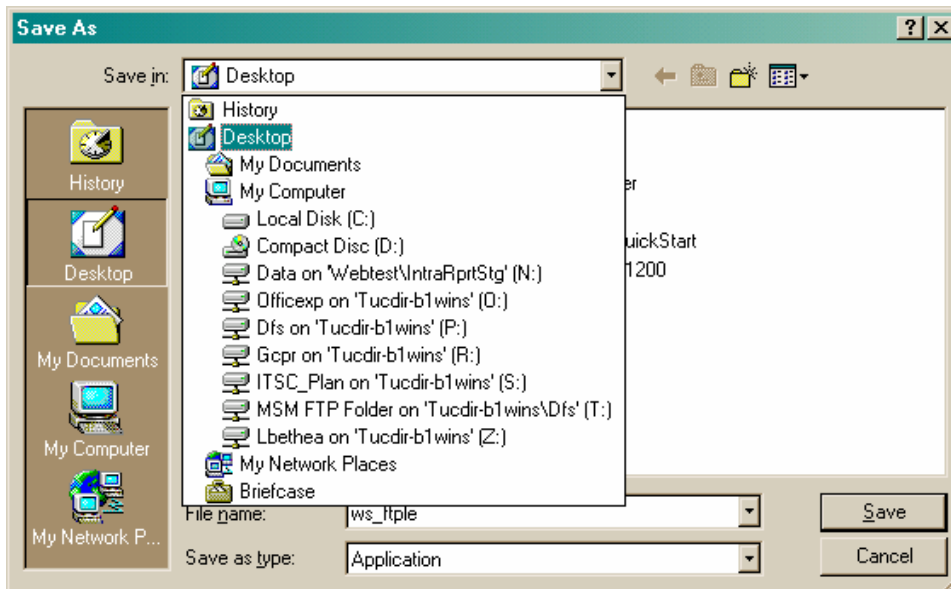 Save As
Save in: Desktop
History
Desktop
My Documents
My Computer
Local Disk (C:)
Compact Disc (D:)
Data on 'Webtest\IntraRprtStg' (N:)
Officexp on 'Tucdir-b1wins' (O:)
Dfs on 'Tucdir-b1wins' (P:)
Gcpr on 'Tucdir-b1wins' (R:)
ITSC_Plan on 'Tucdir-b1wins' (S:)
MSM FTP Folder on 'Tucdir-b1wins\Dfs' (T:)
Lbethea on 'Tucdir-b1wins' (Z:)
My Network Places
Briefcase
History
Desktop
My Documents
My Computer
My Network P...
er
uickStart
1200
File name: ws_ftple
Save
Save as type: Application
Cancel